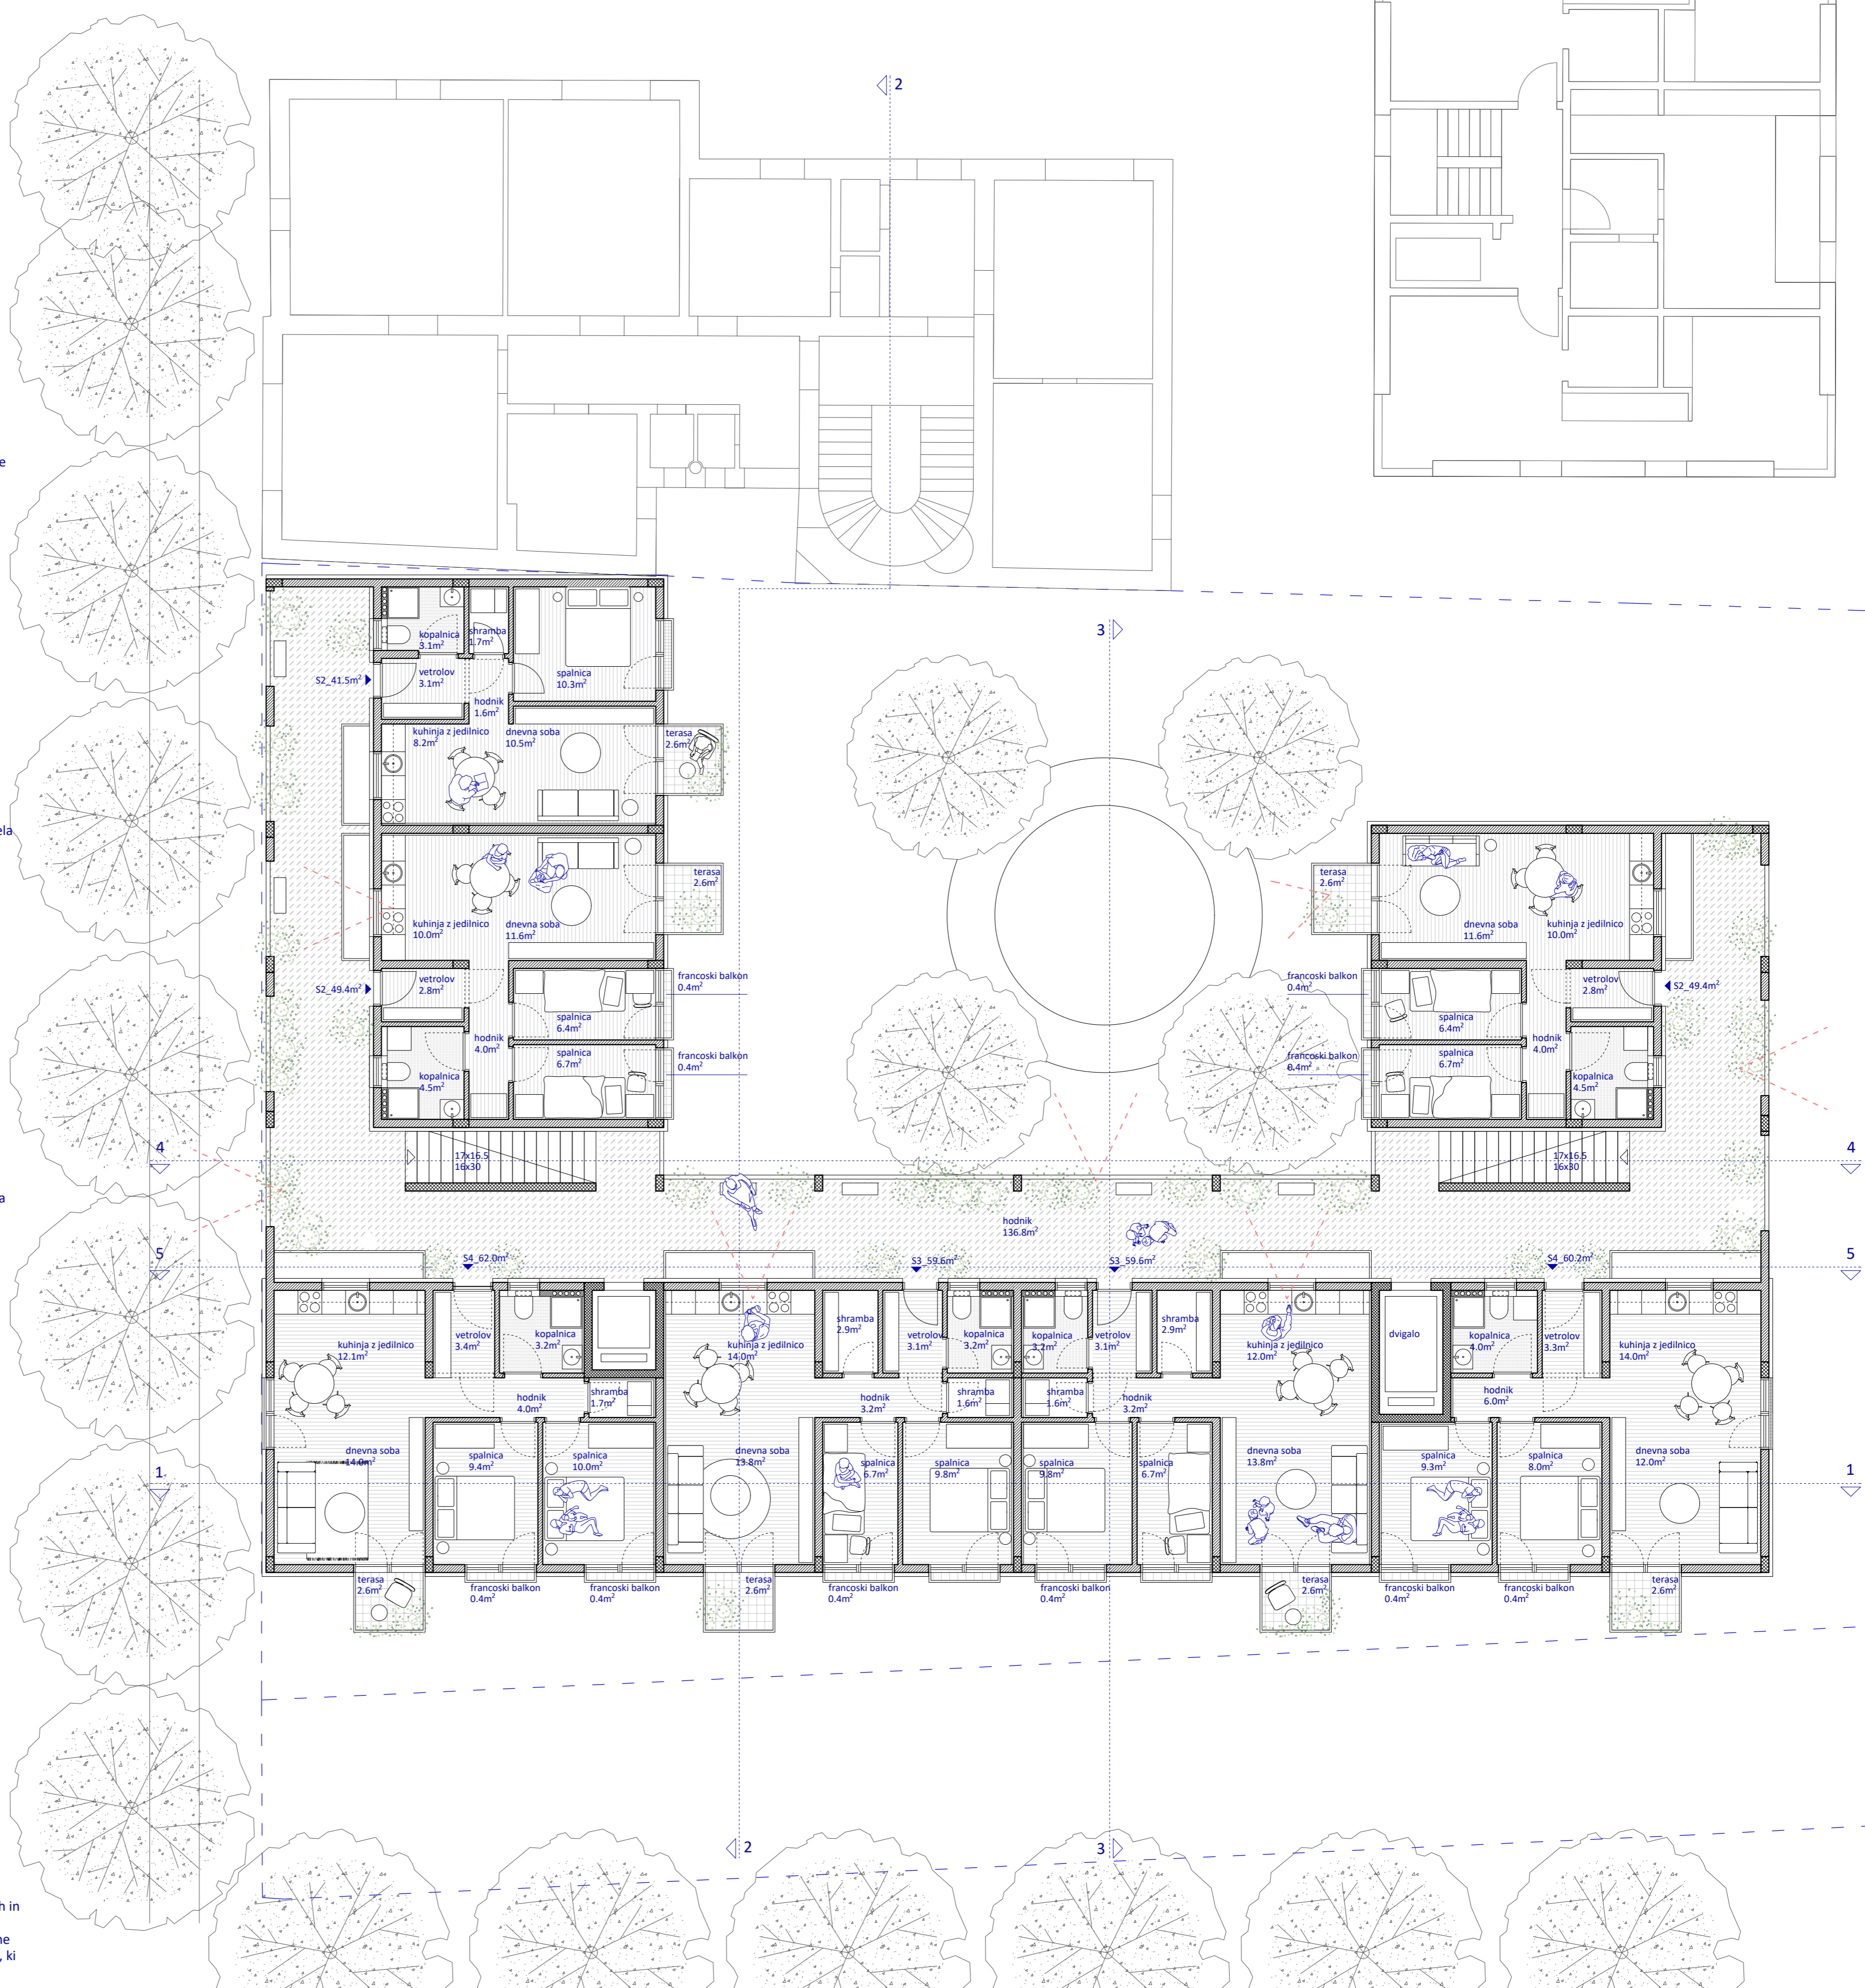 2
e
3
kopalnica
3.1m²
shramba
1.7m²
S2_41.5m²
vetrolov
3.1m²
spalnica
10.3m²
hodnik
1.6m²
kuhinja z jedilnico
8.2m²
dnevna soba
10.5m²
terasa
2.6m²
ela
terasa
2.6m²
kuhinja z jedilnico
10.0m²
dnevna soba
11.6m²
S2_49.4m²
vetrolov
2.8m²
francoski balkon
0.4m²
spalnica
6.4m²
hodnik
4.0m²
spalnica
6.7m²
francoski balkon
0.4m²
kopalnica
4.5m²
terasa
2.6m²
dnevna soba
11.6m²
kuhinja z jedilnico
10.0m²
francoski balkon
0.4m²
vetrolov
2.8m²
S2_49.4m²
spalnica
6.4m²
hodnik
4.0m²
francoski balkon
0.4m²
spalnica
6.7m²
kopalnica
4.5m²
4
17x16.5
16x30
17x16.5
16x30
4
a
hodnik
136.8m²
5
S4_62.0m²
S3_59.6m²
S3_59.6m²
S4_60.2m²
5
kuhinja z jedilnico
12.1m²
vetrolov
3.4m²
kopalnica
3.2m²
kuhinja z jedilnico
14.0m²
shramba
2.9m²
vetrolov
3.1m²
kopalnica
3.2m²
kopalnica
3.2m²
vetrolov
3.1m²
shramba
2.9m²
kuhinja z jedilnico
12.0m²
dvigalo
kopalnica
4.0m²
vetrolov
3.3m²
kuhinja z jedilnico
14.0m²
hodnik
4.0m²
shramba
1.7m²
hodnik
3.2m²
shramba
1.6m²
shramba
1.6m²
hodnik
3.2m²
hodnik
6.0m²
1
dnevna soba
14.0m²
spalnica
9.4m²
spalnica
10.0m²
dnevna soba
13.8m²
spalnica
6.7m²
spalnica
9.8m²
spalnica
9.8m²
spalnica
6.7m²
dnevna soba
13.8m²
spalnica
9.3m²
spalnica
8.0m²
dnevna soba
12.0m²
1
terasa
2.6m²
francoski balkon
0.4m²
francoski balkon
0.4m²
terasa
2.6m²
francoski balkon
0.4m²
francoski balkon
0.4m²
terasa
2.6m²
francoski balkon
0.4m²
francoski balkon
0.4m²
terasa
2.6m²
2
3
h in
ne
, ki